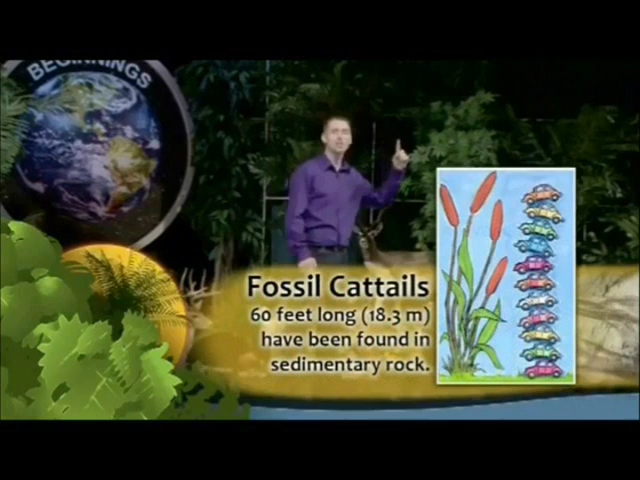 BEGINNINGS
Fossil Cattails
60 feet long (18.3 m)
have been found in
sedimentary rock.